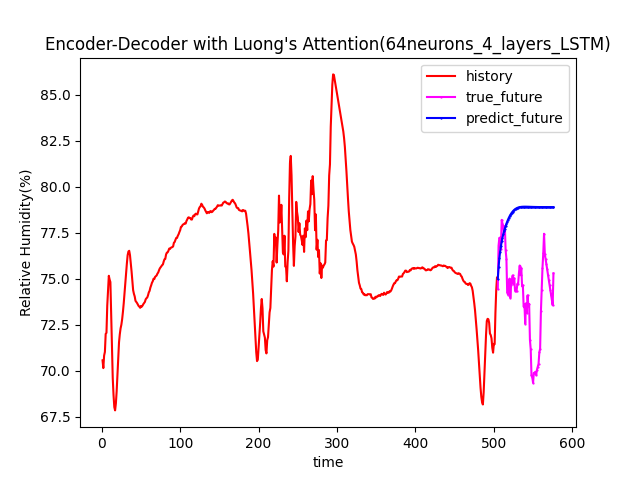 Encoder-Decoder with Luong's Attention(64neurons_4_layers_LSTM)
history
true_future
predict_future
85.0
82.5
80.0
77.5
75.0
72.5
70.0
67.5
Relative Humidity(%)
0 100 200 300 400 500 600
time